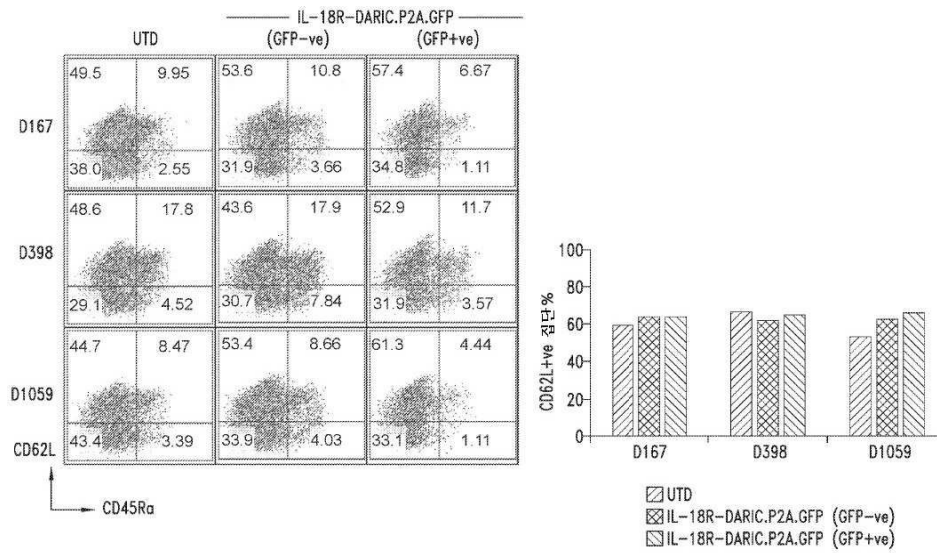 IL-18R-DARIC.P2A.GFP
UTD (GFP-ve) (GFP+ve)
49.5 9.95 53.6 10.8 57.4 6.67
D167
38.0 2.55 31.9 3.66 34.8 1.11
48.6 17.8 43.6 17.9 52.9 11.7
D398
29.1 4.52 30.7 7.84 31.9 3.57
44.7 8.47 53.4 8.66 61.3 4.44
D1059
43.4 3.39 33.9 4.03 33.1 1.11
CD62L
CD45Ra
CD62L+ve 집단%
100
80
60
40
20
0
D167 D398 D1059
UTD
IL-18R-DARIC.P2A.GFP (GFP-ve)
IL-18R-DARIC.P2A.GFP (GFP+ve)